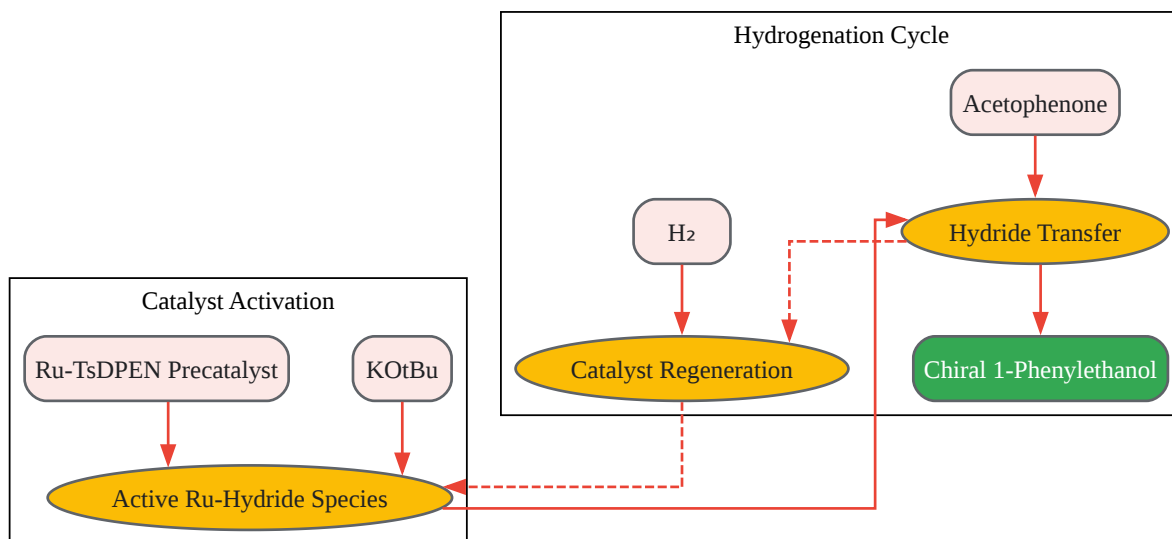 Hydrogenation Cycle
Acetophenone
H₂
Hydride Transfer
Catalyst Regeneration
Chiral 1-Phenylethanol
Catalyst Activation
Ru-TsDPEN Precatalyst
KOtBu
Active Ru-Hydride Species